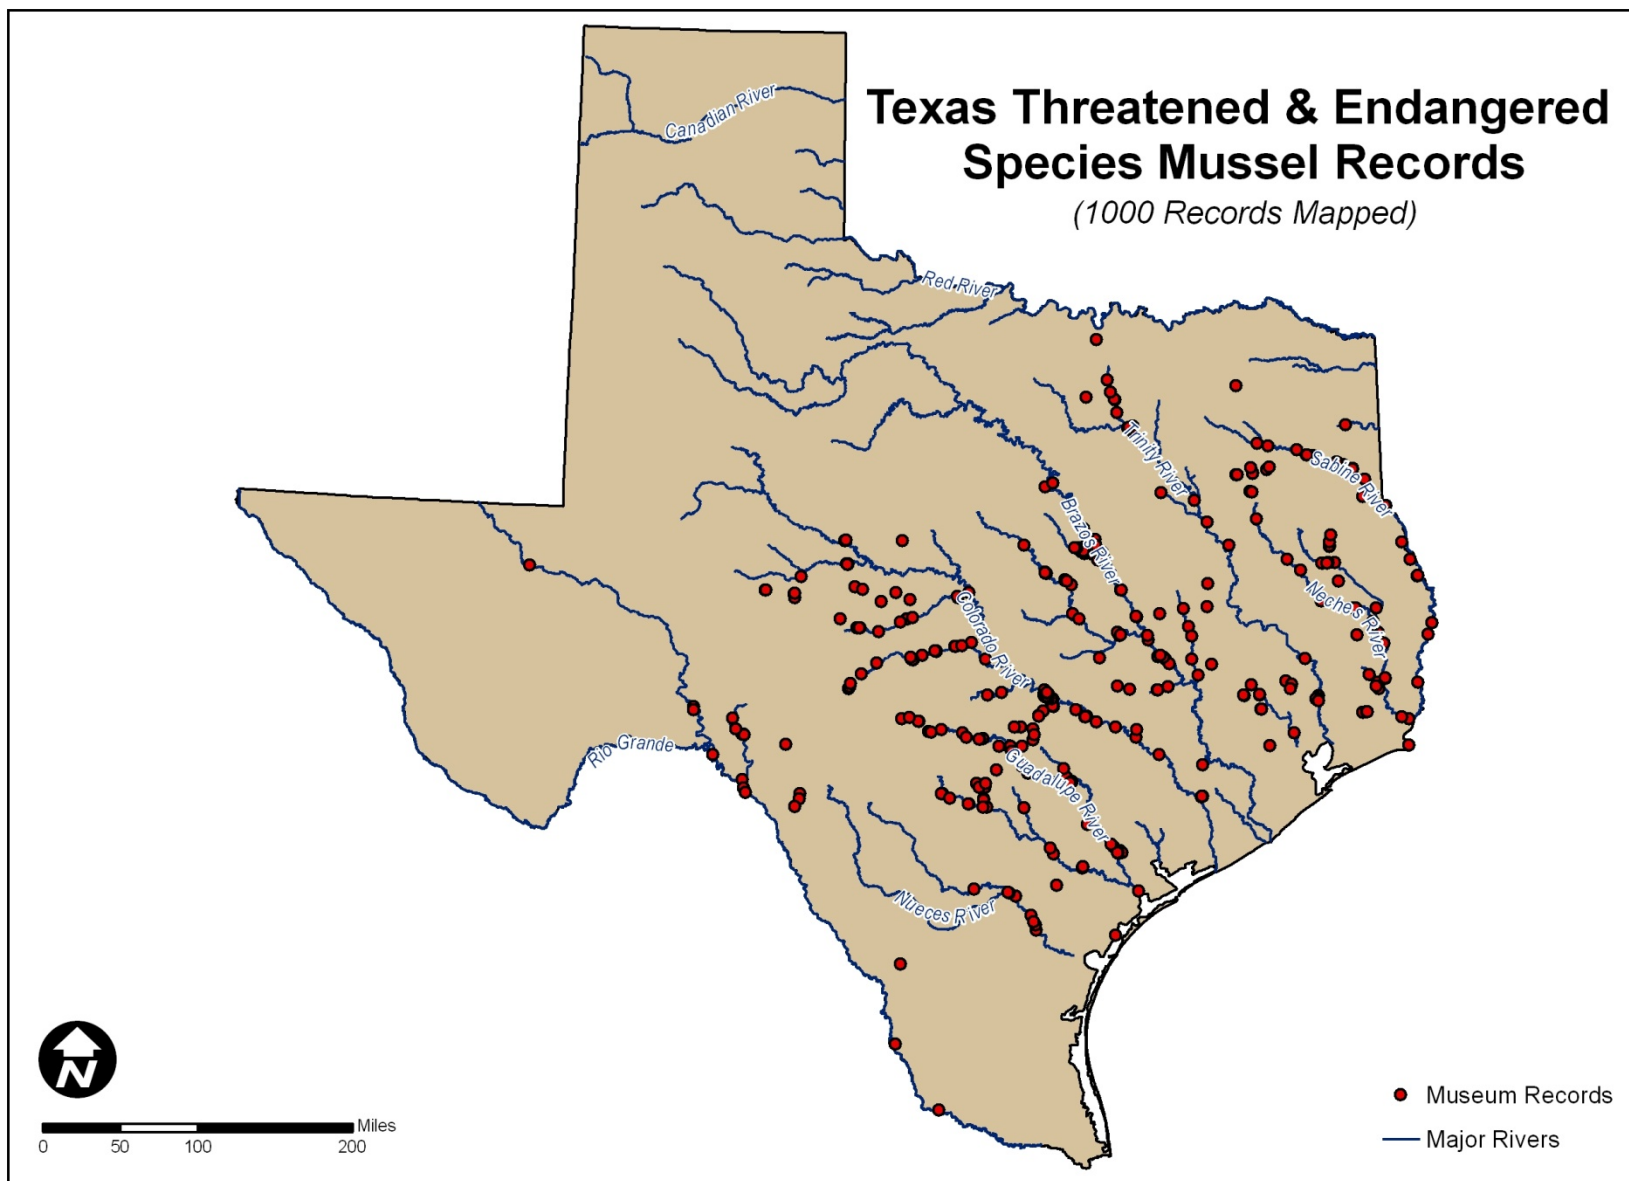 Texas Threatened & Endangered
Species Mussel Records
(1000 Records Mapped)
Canadian River
Red River
Trinity River
Sabine River
Brazos River
Neches River
Colorado River
Rio Grande
Guadalupe River
Nueces River
N
Miles
0 50 100 200
Museum Records
Major Rivers